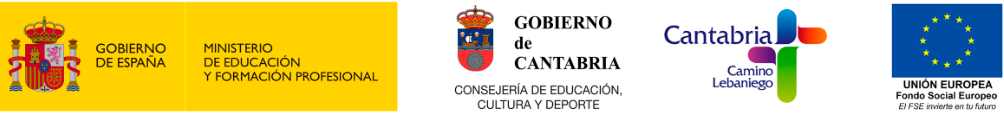 GOBIERNO
DE ESPAÑA
MINISTERIO
DE EDUCACIÓN
Y FORMACIÓN PROFESIONAL
GOBIERNO
de
CANTABRIA
CONSEJERÍA DE EDUCACIÓN,
CULTURA Y DEPORTE
Cantabria
Camino
Lebaniego
UNIÓN EUROPEA
Fondo Social Europeo
El FSE invierte en tu futuro